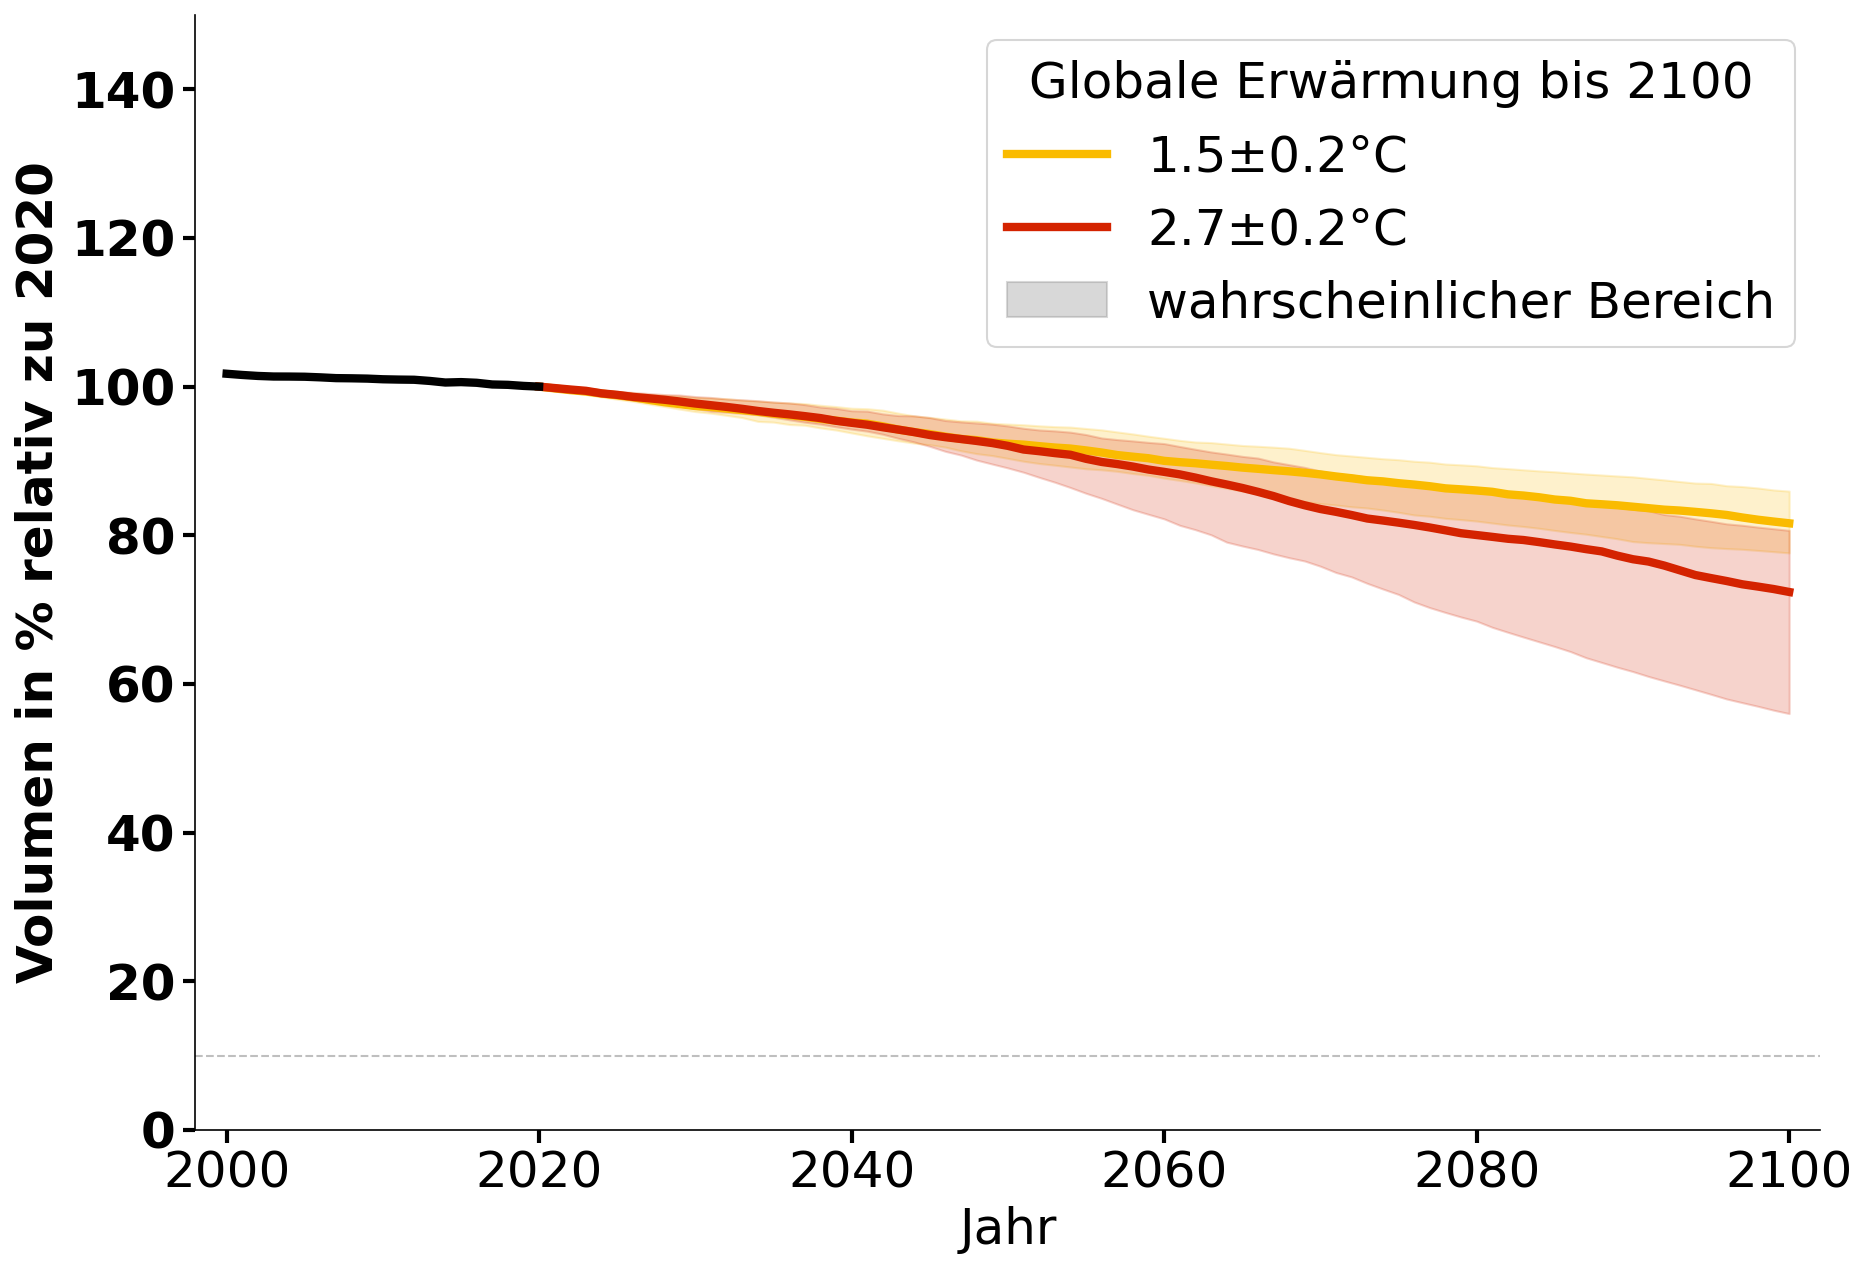 Globale Erwärmung bis 2100
1.5±0.2°C
2.7±0.2°C
wahrscheinlicher Bereich
Volumen in % relativ zu 2020
140
120
100
80
60
40
20
0
2000 2020 2040 2060 2080 2100
Jahr